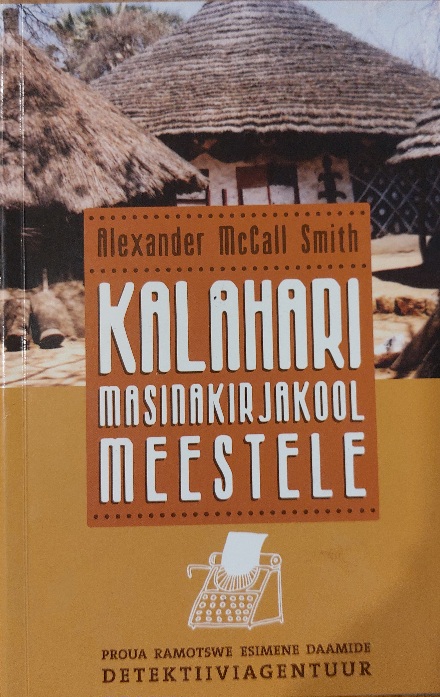 Alexander McCall Smith
KALAHARI
MASINAKIRJAKOOL
MEESTELE
PROUA RAMOTSWE ESIMENE DAAMIDE
DETEKTIIVIAGENTUUR